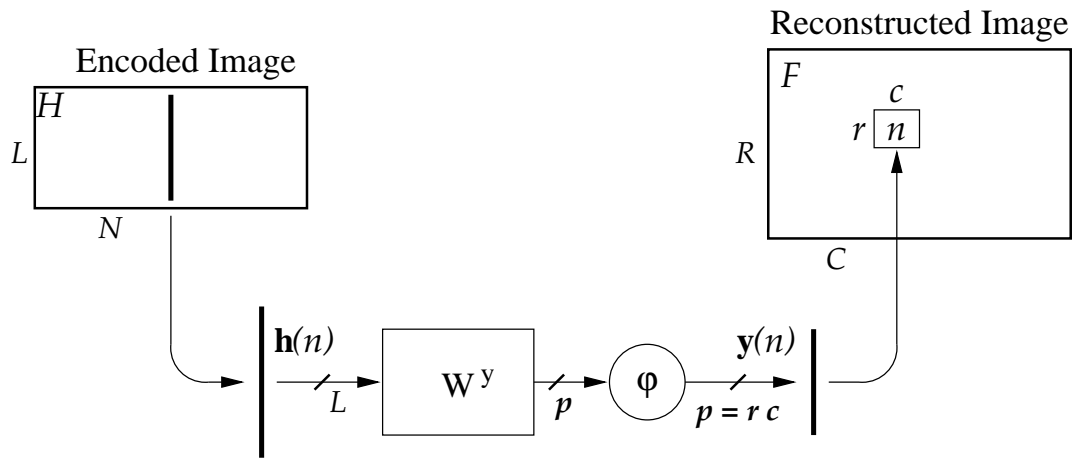 Reconstructed Image
Encoded Image
H
F
c
L
r n
R
N
C
h(n)
y(n)
W^y
φ
L
p
p = r c